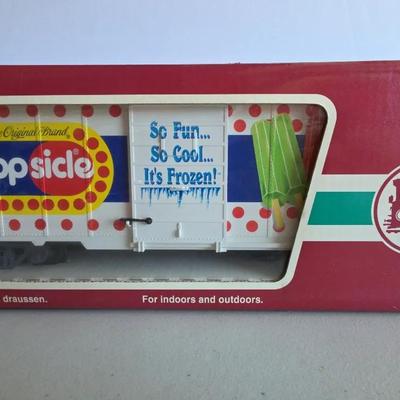 Original Brand
opsicle
So Fun...
So Cool...
It's Frozen!
draussen.
For indoors and outdoors.